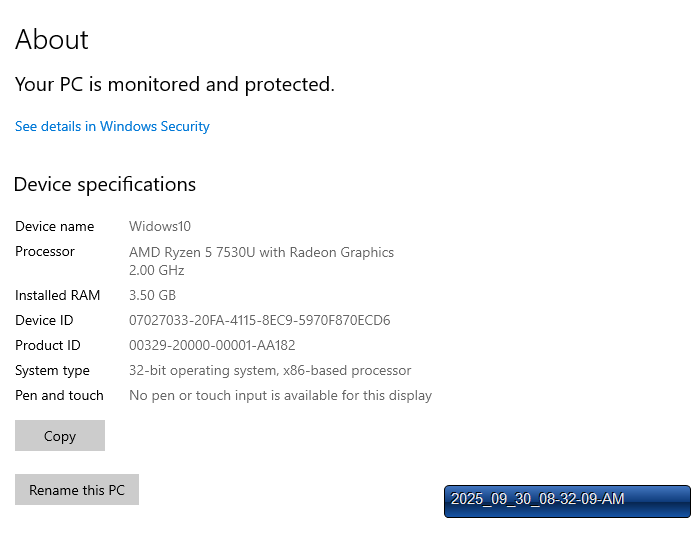 About
Your PC is monitored and protected.
See details in Windows Security
Device specifications
Device name Widows10
Processor AMD Ryzen 5 7530U with Radeon Graphics
2.00 GHz
Installed RAM 3.50 GB
Device ID 07027033-20FA-4115-8EC9-5970F870ECD6
Product ID 00329-20000-00001-AA182
System type 32-bit operating system, x86-based processor
Pen and touch No pen or touch input is available for this display
Copy
Rename this PC
2025_09_30_08-32-09-AM